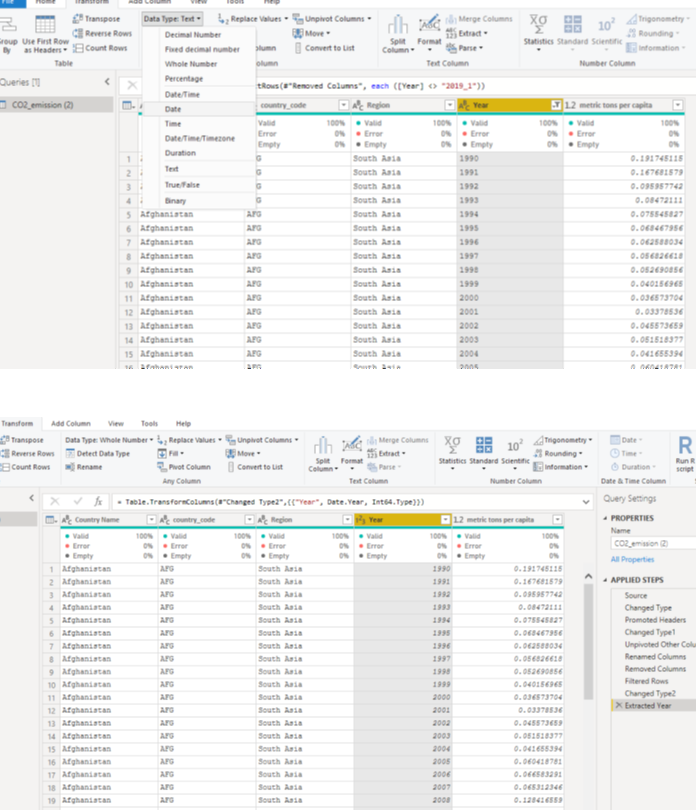 File Home Transform Add Column View Tools Help
Group By
Use First Row as Headers
Transpose
Reverse Rows
Count Rows
Table
Data Type: Text
Replace Values
Unpivot Columns
Move
Convert to List
Split Column
Format
Merge Columns
Extract
Parse
Text Column
Statistics Standard Scientific
Trigonometry
Rounding
Information
Number Column
Decimal Number
Fixed decimal number
Whole Number
Percentage
Date/Time
Date
Time
Date/Time/Timezone
Duration
Text
True/False
Binary
Queries [1]
CO2_emission (2)
tRows(#"Removed Columns", each ([Year] <> "2019_1"))
country_code Region Year 1.2 metric tons per capita
Valid Valid 100% Valid 100% Valid 100% Valid 100%
Error Error 0% Error 0% Error 0% Error 0%
Empty Empty 0% Empty 0% Empty 0% Empty 0%
1 South Asia 1990 0.191745115
2 South Asia 1991 0.167681579
3 South Asia 1992 0.095957742
4 South Asia 1993 0.08472111
5 Afghanistan AFG South Asia 1994 0.075545827
6 Afghanistan AFG South Asia 1995 0.068467956
7 Afghanistan AFG South Asia 1996 0.062588034
8 Afghanistan AFG South Asia 1997 0.056826618
9 Afghanistan AFG South Asia 1998 0.052690856
10 Afghanistan AFG South Asia 1999 0.040156965
11 Afghanistan AFG South Asia 2000 0.036573704
12 Afghanistan AFG South Asia 2001 0.03378536
13 Afghanistan AFG South Asia 2002 0.045573659
14 Afghanistan AFG South Asia 2003 0.051518377
15 Afghanistan AFG South Asia 2004 0.041655394
16 Afghanistan AFG South Asia 2005 0.060418781
Transform Add Column View Tools Help
Transpose
Reverse Rows
Count Rows
Data Type: Whole Number
Detect Data Type
Rename
Replace Values
Fill
Pivot Column
Unpivot Columns
Move
Convert to List
Any Column
Split Column
Format
Merge Columns
Extract
Parse
Text Column
Statistics Standard Scientific
Trigonometry
Rounding
Information
Number Column
Date
Time
Duration
Date & Time Column
R
Run R script
= Table.TransformColumns(#"Changed Type2",{{"Year", Date.Year, Int64.Type}})
Country Name country_code Region Year 1.2 metric tons per capita
Valid 100% Valid 100% Valid 100% Valid 100% Valid 100%
Error 0% Error 0% Error 0% Error 0% Error 0%
Empty 0% Empty 0% Empty 0% Empty 0% Empty 0%
1 Afghanistan AFG South Asia 1990 0.191745115
2 Afghanistan AFG South Asia 1991 0.167681579
3 Afghanistan AFG South Asia 1992 0.095957742
4 Afghanistan AFG South Asia 1993 0.08472111
5 Afghanistan AFG South Asia 1994 0.075545827
6 Afghanistan AFG South Asia 1995 0.068467956
7 Afghanistan AFG South Asia 1996 0.062588034
8 Afghanistan AFG South Asia 1997 0.056826618
9 Afghanistan AFG South Asia 1998 0.052690856
10 Afghanistan AFG South Asia 1999 0.040156965
11 Afghanistan AFG South Asia 2000 0.036573704
12 Afghanistan AFG South Asia 2001 0.03378536
13 Afghanistan AFG South Asia 2002 0.045573659
14 Afghanistan AFG South Asia 2003 0.051518377
15 Afghanistan AFG South Asia 2004 0.041655394
16 Afghanistan AFG South Asia 2005 0.060418781
17 Afghanistan AFG South Asia 2006 0.066583291
18 Afghanistan AFG South Asia 2007 0.065312346
19 Afghanistan AFG South Asia 2008 0.128416559
Query Settings
PROPERTIES
Name
CO2_emission (2)
All Properties
APPLIED STEPS
Source
Changed Type
Promoted Headers
Changed Type1
Unpivoted Other Colu
Renamed Columns
Removed Columns
Filtered Rows
Changed Type2
Extracted Year